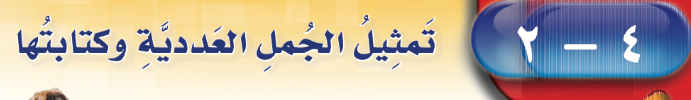 ٢ – ٤ تَمثِيلُ الجُملِ العَدديَّةِ وكتابتُها